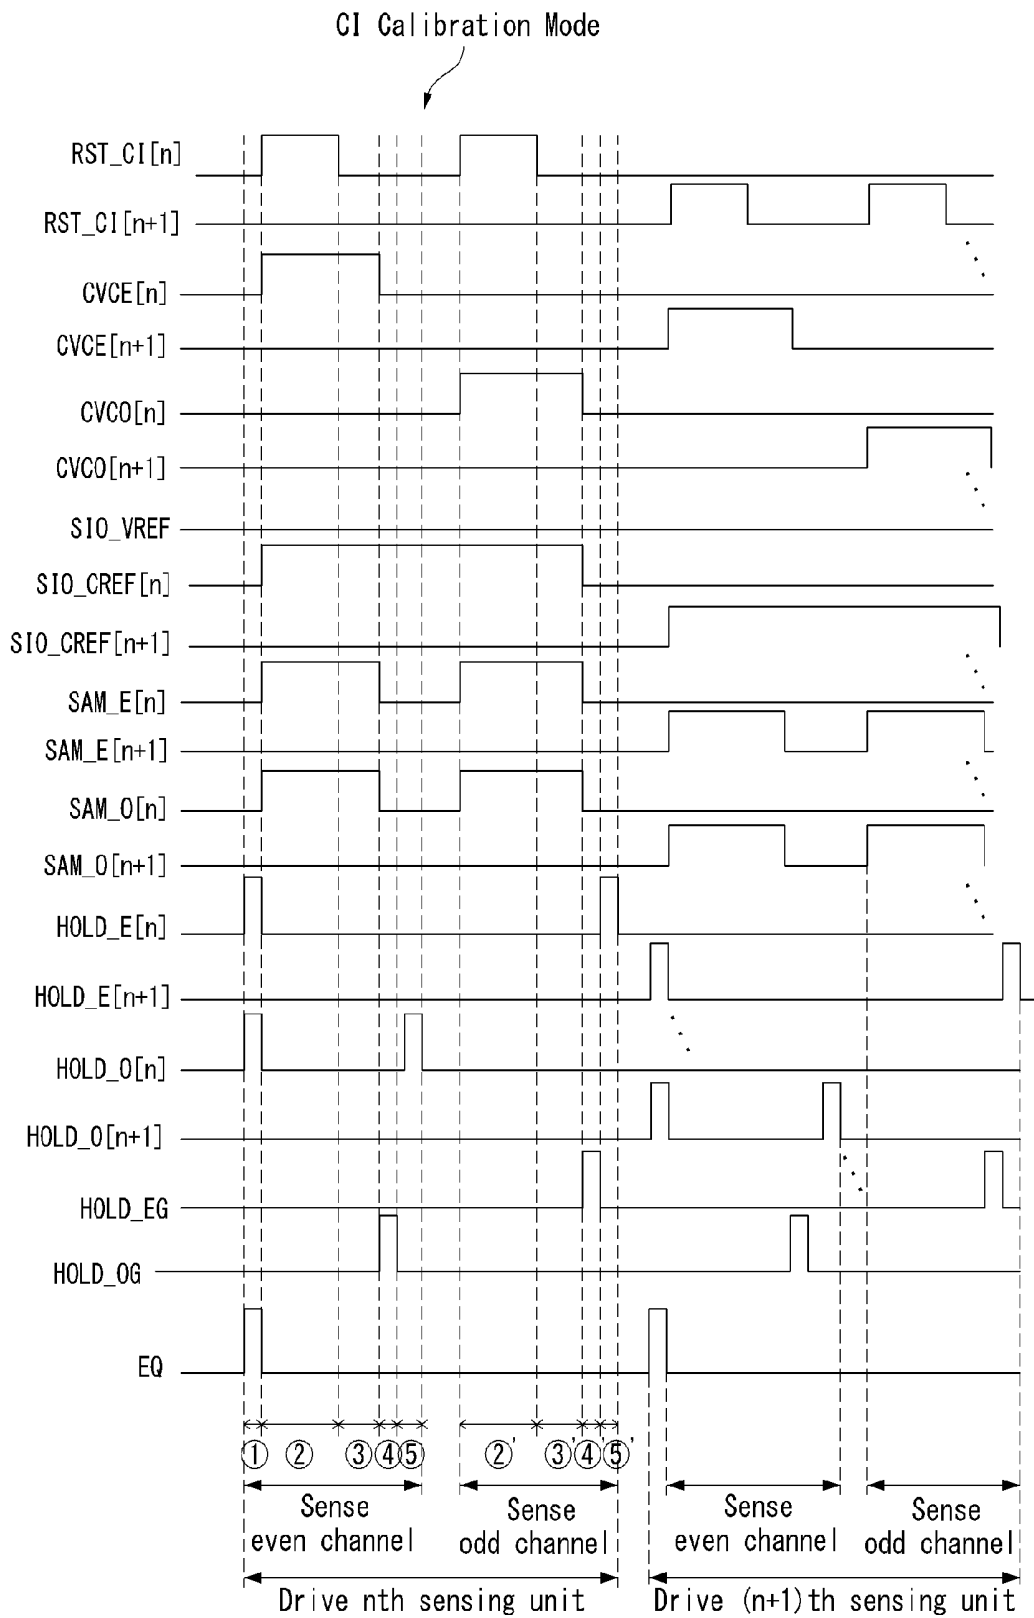 CI Calibration Mode
RST_CI[n]
RST_CI[n+1]
CVCE[n]
CVCE[n+1]
CVCO[n]
CVCO[n+1]
SIO_VREF
SIO_CREF[n]
SIO_CREF[n+1]
SAM_E[n]
SAM_E[n+1]
SAM_O[n]
SAM_O[n+1]
HOLD_E[n]
HOLD_E[n+1]
HOLD_O[n]
HOLD_O[n+1]
HOLD_EG
HOLD_OG
EQ
① ② ③ ④ ⑤ ②' ③' ④' ⑤'
Sense even channel
Sense odd channel
Sense even channel
Sense odd channel
Drive nth sensing unit
Drive (n+1)th sensing unit